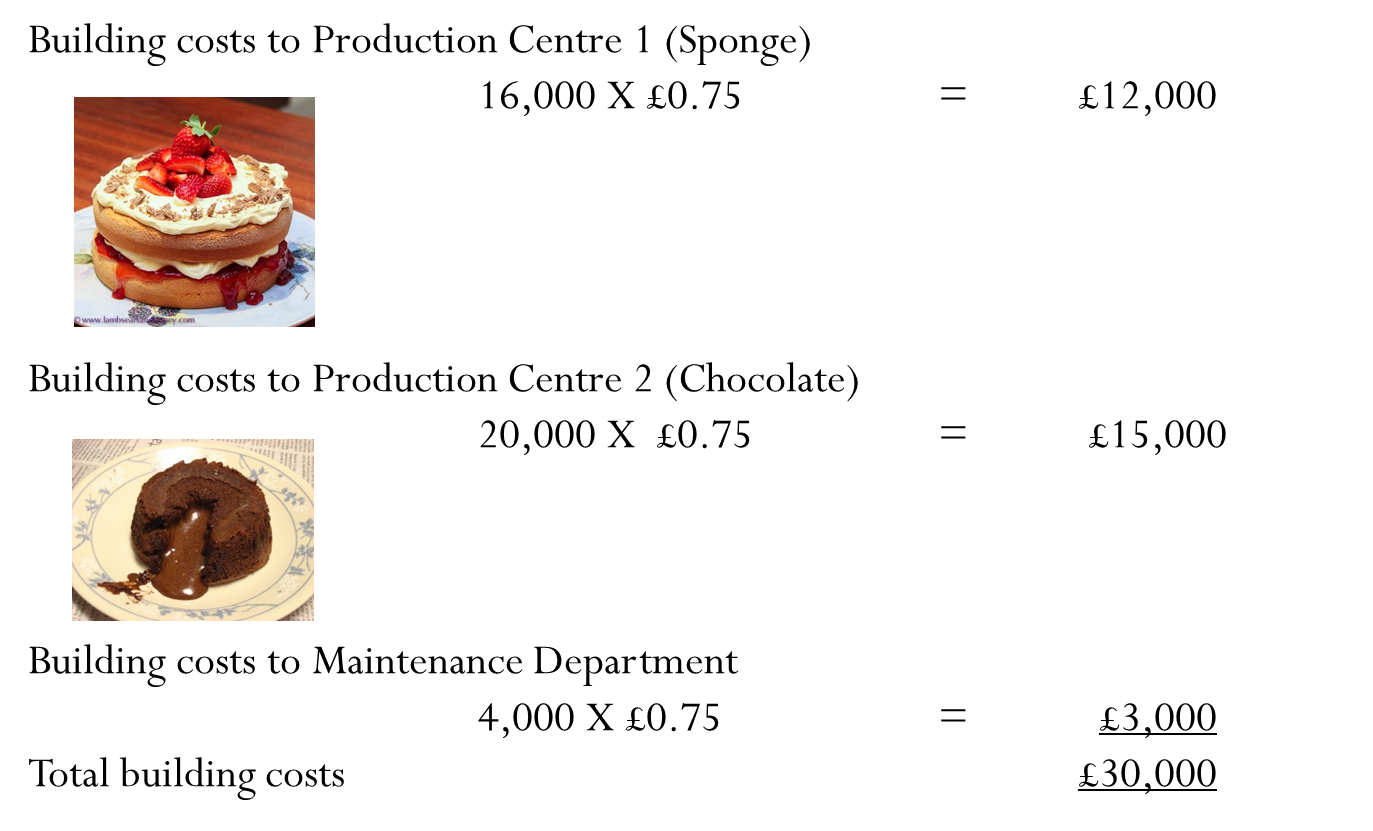 Building costs to Production Centre 1 (Sponge)
16,000 X £0.75 = £12,000
Building costs to Production Centre 2 (Chocolate)
20,000 X £0.75 = £15,000
Building costs to Maintenance Department
4,000 X £0.75 = £3,000
Total building costs £30,000